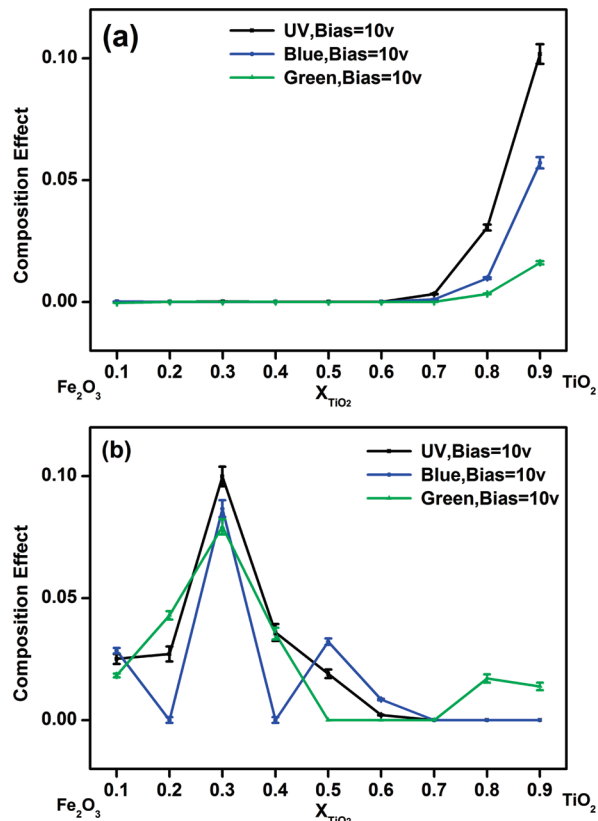 (a)
UV,Bias=10v
Blue,Bias=10v
Green,Bias=10v
Composition Effect
0.10
0.05
0.00
0.1 0.2 0.3 0.4 0.5 0.6 0.7 0.8 0.9
Fe₂O₃ X_TiO₂ TiO₂
(b)
UV,Bias=10v
Blue,Bias=10v
Green,Bias=10v
Composition Effect
0.10
0.05
0.00
0.1 0.2 0.3 0.4 0.5 0.6 0.7 0.8 0.9
Fe₂O₃ X_TiO₂ TiO₂